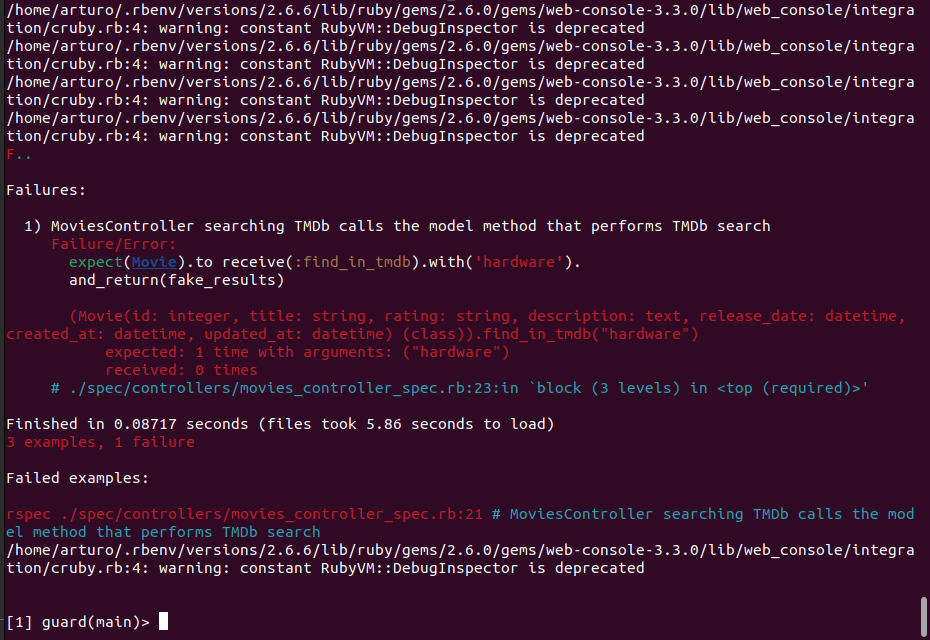 /home/arturo/.rbenv/versions/2.6.6/lib/ruby/gems/2.6.0/gems/web-console-3.3.0/lib/web_console/integra
tion/cruby.rb:4: warning: constant RubyVM::DebugInspector is deprecated
/home/arturo/.rbenv/versions/2.6.6/lib/ruby/gems/2.6.0/gems/web-console-3.3.0/lib/web_console/integra
tion/cruby.rb:4: warning: constant RubyVM::DebugInspector is deprecated
/home/arturo/.rbenv/versions/2.6.6/lib/ruby/gems/2.6.0/gems/web-console-3.3.0/lib/web_console/integra
tion/cruby.rb:4: warning: constant RubyVM::DebugInspector is deprecated
/home/arturo/.rbenv/versions/2.6.6/lib/ruby/gems/2.6.0/gems/web-console-3.3.0/lib/web_console/integra
tion/cruby.rb:4: warning: constant RubyVM::DebugInspector is deprecated
F..
Failures:
1) MoviesController searching TMDb calls the model method that performs TMDb search
Failure/Error:
expect(Movie).to receive(:find_in_tmdb).with('hardware').
and_return(fake_results)
(Movie(id: integer, title: string, rating: string, description: text, release_date: datetime,
created_at: datetime, updated_at: datetime) (class)).find_in_tmdb("hardware")
expected: 1 time with arguments: ("hardware")
received: 0 times
# ./spec/controllers/movies_controller_spec.rb:23:in `block (3 levels) in <top (required)>'
Finished in 0.08717 seconds (files took 5.86 seconds to load)
3 examples, 1 failure
Failed examples:
rspec ./spec/controllers/movies_controller_spec.rb:21 # MoviesController searching TMDb calls the mod
el method that performs TMDb search
/home/arturo/.rbenv/versions/2.6.6/lib/ruby/gems/2.6.0/gems/web-console-3.3.0/lib/web_console/integra
tion/cruby.rb:4: warning: constant RubyVM::DebugInspector is deprecated
[1] guard(main)>